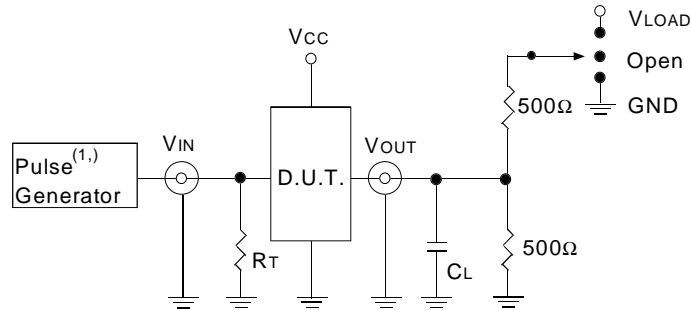 VLOAD
VCC
Open
500Ω
GND
VIN
VOUT
Pulse(1,)
Generator
D.U.T.
RT
CL
500Ω